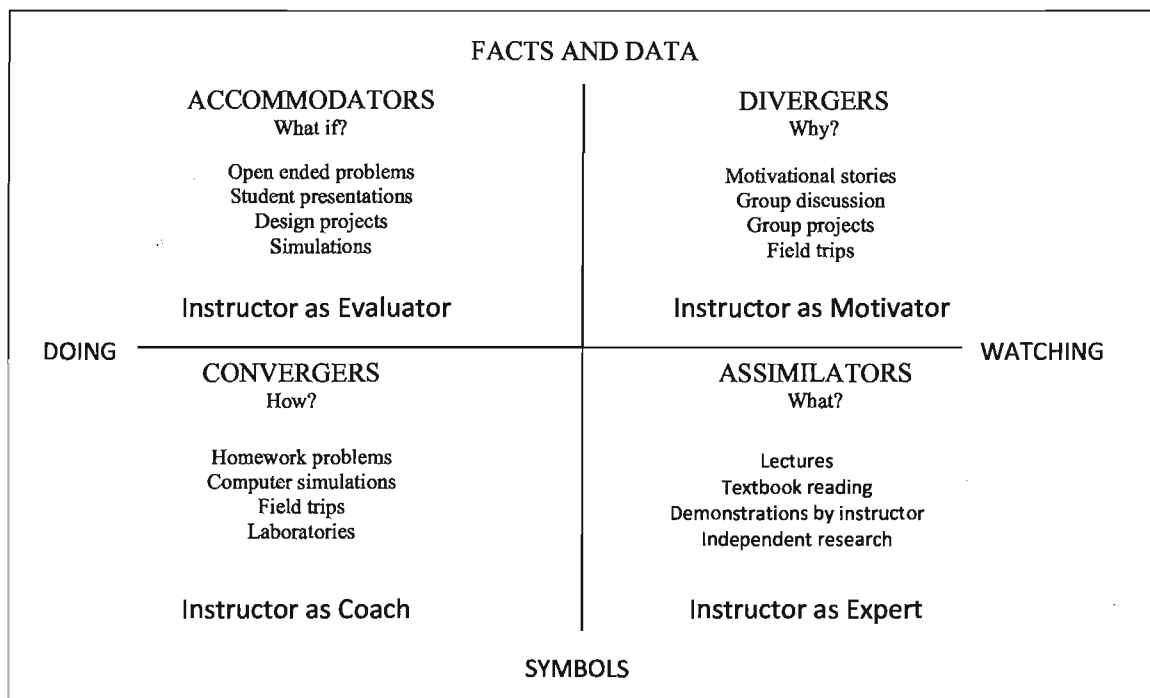 FACTS AND DATA
ACCOMMODATORS
What if?
Open ended problems
Student presentations
Design projects
Simulations
Instructor as Evaluator
DIVERGERS
Why?
Motivational stories
Group discussion
Group projects
Field trips
Instructor as Motivator
DOING
WATCHING
CONVERGERS
How?
Homework problems
Computer simulations
Field trips
Laboratories
Instructor as Coach
ASSIMILATORS
What?
Lectures
Textbook reading
Demonstrations by instructor
Independent research
Instructor as Expert
SYMBOLS